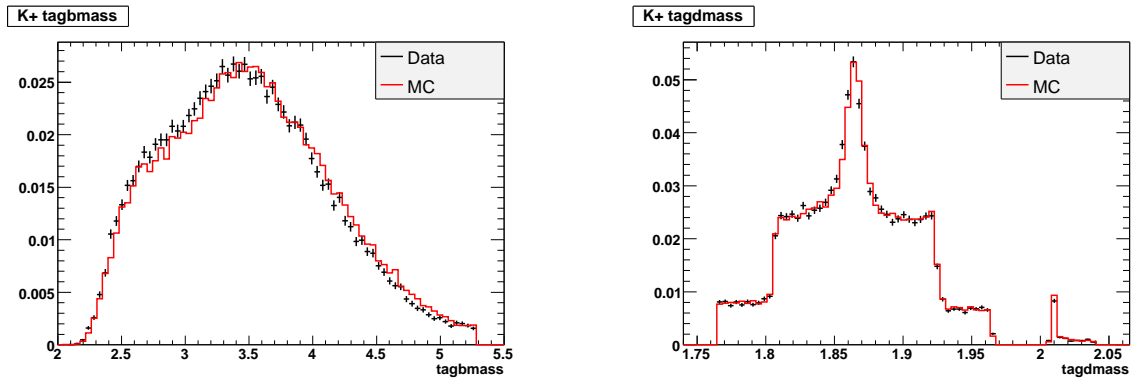 K+ tagbmass
Data
MC
0.025
0.02
0.015
0.01
0.005
0
2 2.5 3 3.5 4 4.5 5 5.5
tagbmass
K+ tagdmass
Data
MC
0.05
0.04
0.03
0.02
0.01
0
1.75 1.8 1.85 1.9 1.95 2 2.05
tagdmass